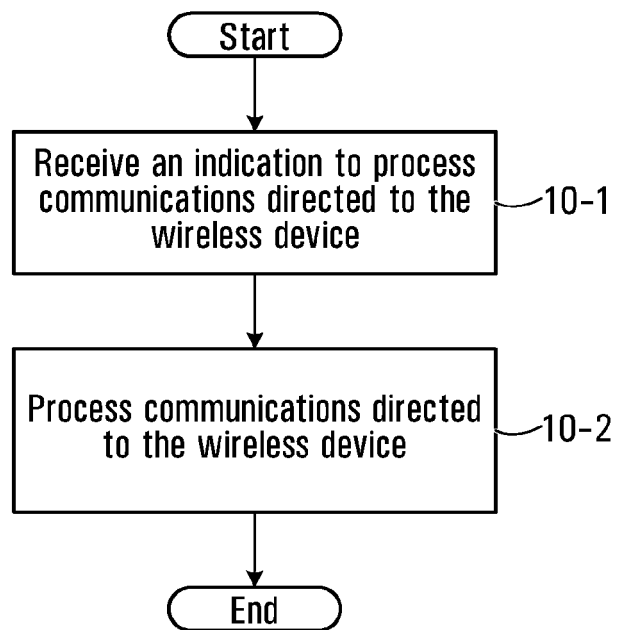 Start
Receive an indication to process
communications directed to the
wireless device
10-1
Process communications directed
to the wireless device
10-2
End